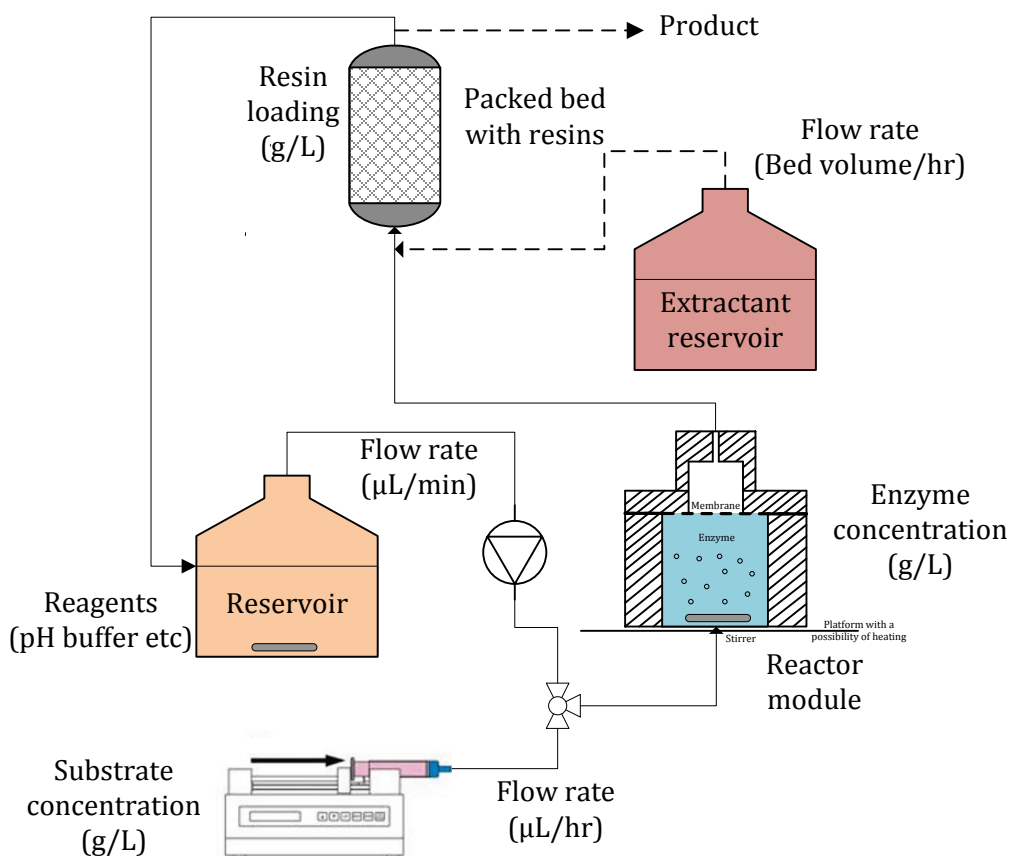 Product
Resin
loading
(g/L)
Packed bed
with resins
Flow rate
(Bed volume/hr)
Extractant
reservoir
Flow rate
(μL/min)
Membrane
Enzyme
Enzyme
concentration
(g/L)
Reagents
(pH buffer etc)
Reservoir
Stirrer
Platform with a
possibility of heating
Reactor
module
Substrate
concentration
(g/L)
Flow rate
(μL/hr)